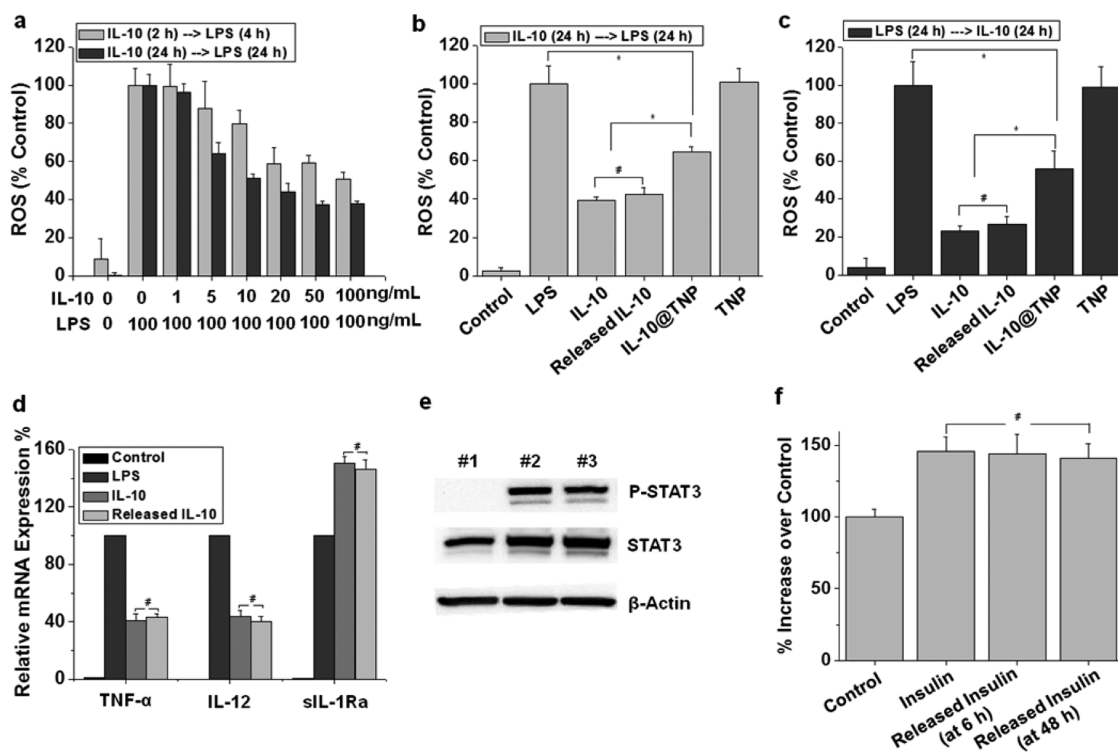 a
IL-10 (2 h) --> LPS (4 h)
IL-10 (24 h) --> LPS (24 h)
ROS (% Control)
120
100
80
60
40
20
0
IL-10 0 0 1 5 10 20 50 100ng/mL
LPS 0 100 100 100 100 100 100 100ng/mL
b
IL-10 (24 h) ---> LPS (24 h)
ROS (% Control)
120
100
80
60
40
20
0
*
*
#
Control
LPS
IL-10
Released IL-10
IL-10@TNP
TNP
c
LPS (24 h) ---> IL-10 (24 h)
ROS (% Control)
120
100
80
60
40
20
0
*
*
#
Control
LPS
IL-10
Released IL-10
IL-10@TNP
TNP
d
Control
LPS
IL-10
Released IL-10
Relative mRNA Expression %
160
120
80
40
0
#
#
#
TNF-α
IL-12
sIL-1Ra
e
#1 #2 #3
P-STAT3
STAT3
β-Actin
f
% Increase over Control
150
100
50
0
#
Control
Insulin
Released Insulin
(at 6 h)
Released Insulin
(at 48 h)